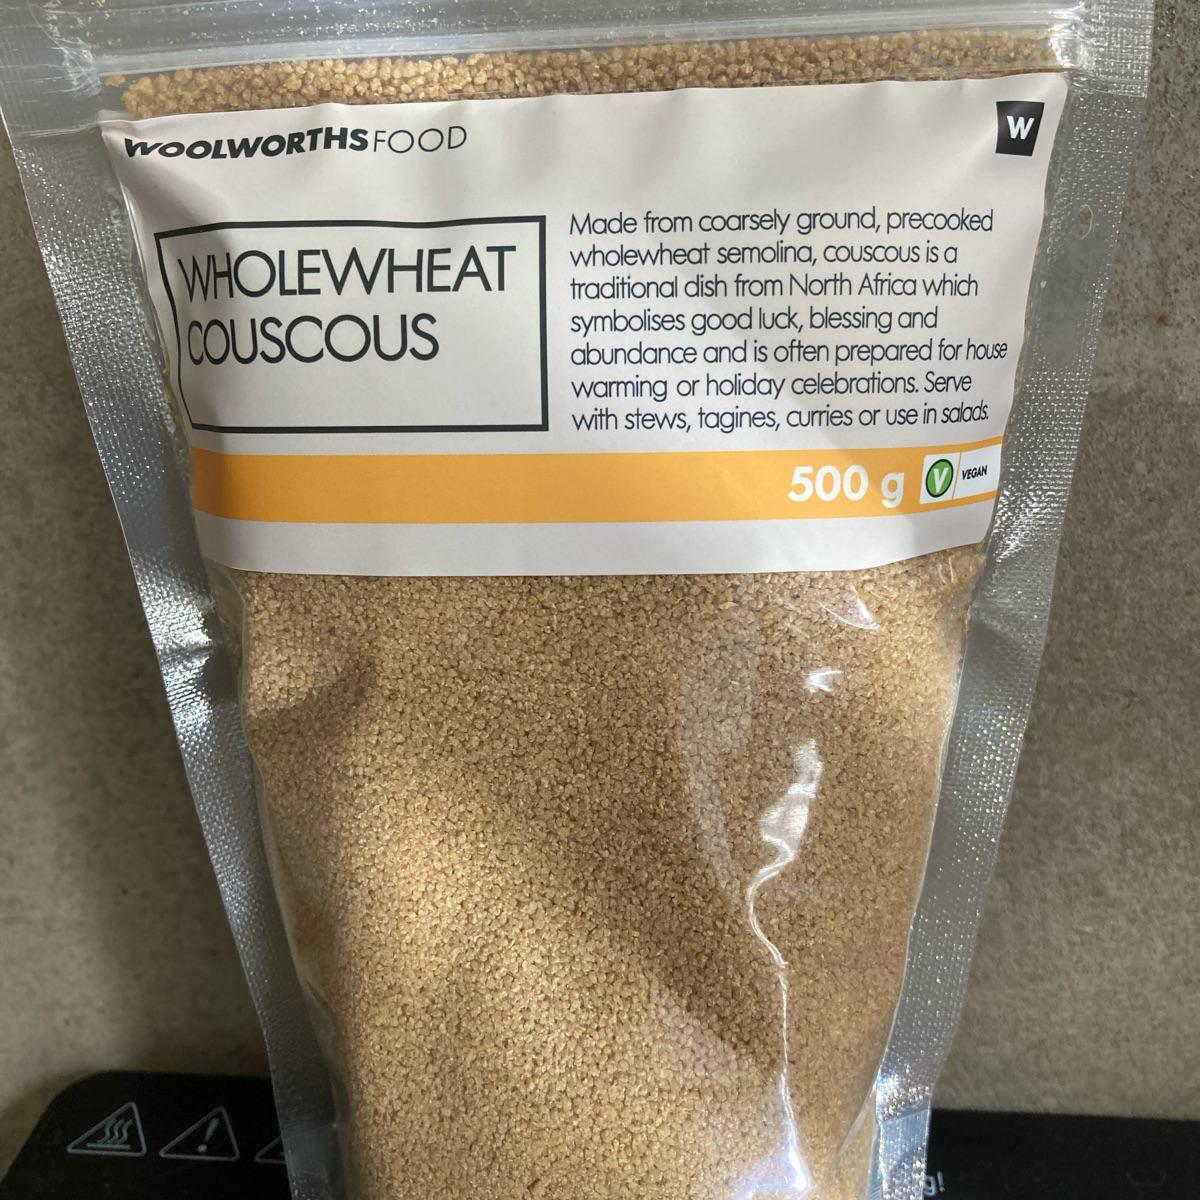 WOOLWORTHS FOOD
W
WHOLEWHEAT
COUSCOUS
Made from coarsely ground, precooked
wholewheat semolina, couscous is a
traditional dish from North Africa which
symbolises good luck, blessing and
abundance and is often prepared for house
warming or holiday celebrations. Serve
with stews, tagines, curries or use in salads.
500 g
V
VEGAN